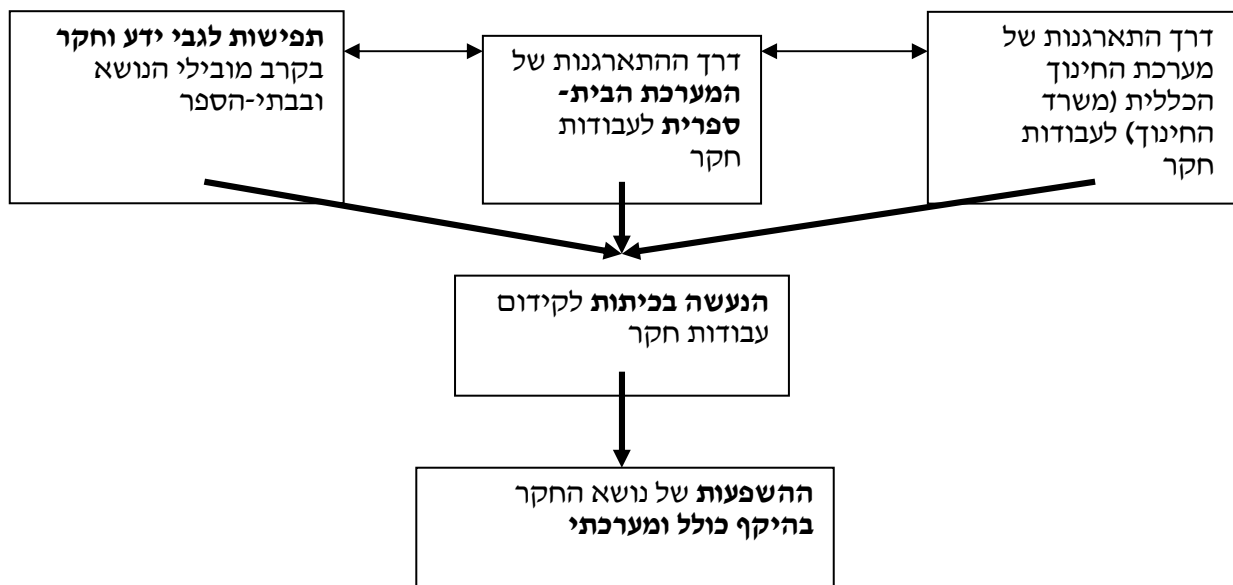 דרך התארגנות של
מערכת החינוך
הכללית (משרד
החינוך) לעבודות
חקר
דרך ההתארגנות של
המערכת הבית-
ספרית לעבודות
חקר
תפישות לגבי ידע וחקר
בקרב מובילי הנושא
ובבתי-הספר
הנעשה בכיתות לקידום
עבודות חקר
ההשפעות של נושא החקר
בהיקף כולל ומערכתי